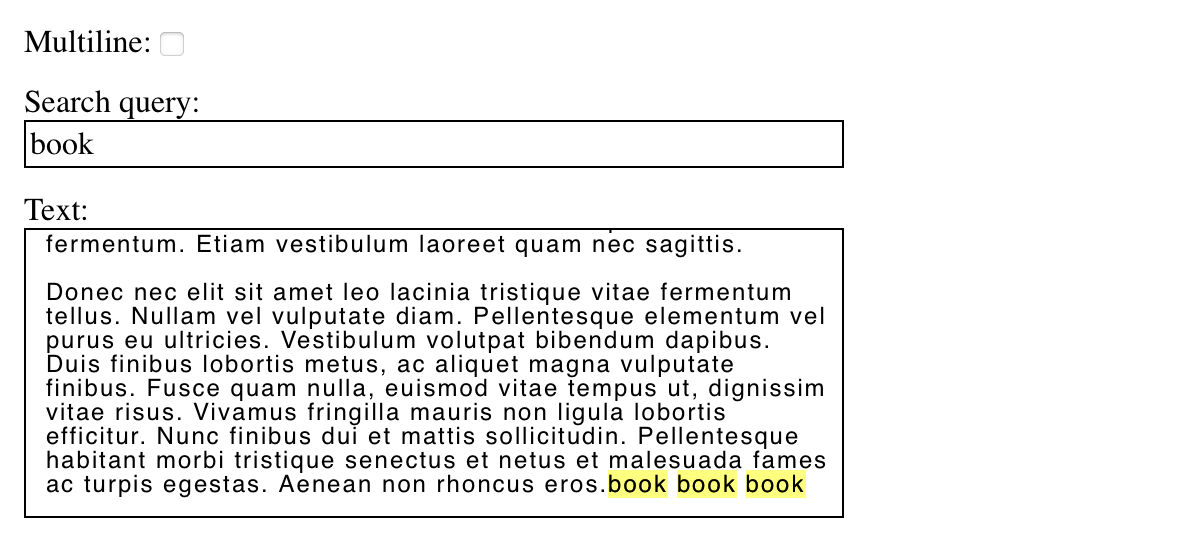 Multiline:
Search query:
book
Text:
fermentum. Etiam vestibulum laoreet quam nec sagittis.
Donec nec elit sit amet leo lacinia tristique vitae fermentum
tellus. Nullam vel vulputate diam. Pellentesque elementum vel
purus eu ultricies. Vestibulum volutpat bibendum dapibus.
Duis finibus lobortis metus, ac aliquet magna vulputate
finibus. Fusce quam nulla, euismod vitae tempus ut, dignissim
vitae risus. Vivamus fringilla mauris non ligula lobortis
efficitur. Nunc finibus dui et mattis sollicitudin. Pellentesque
habitant morbi tristique senectus et netus et malesuada fames
ac turpis egestas. Aenean non rhoncus eros.book book book